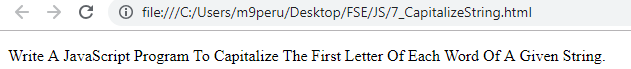 file:///C:/Users/m9peru/Desktop/FSE/JS/7_CapitalizeString.html
Write A JavaScript Program To Capitalize The First Letter Of Each Word Of A Given String.